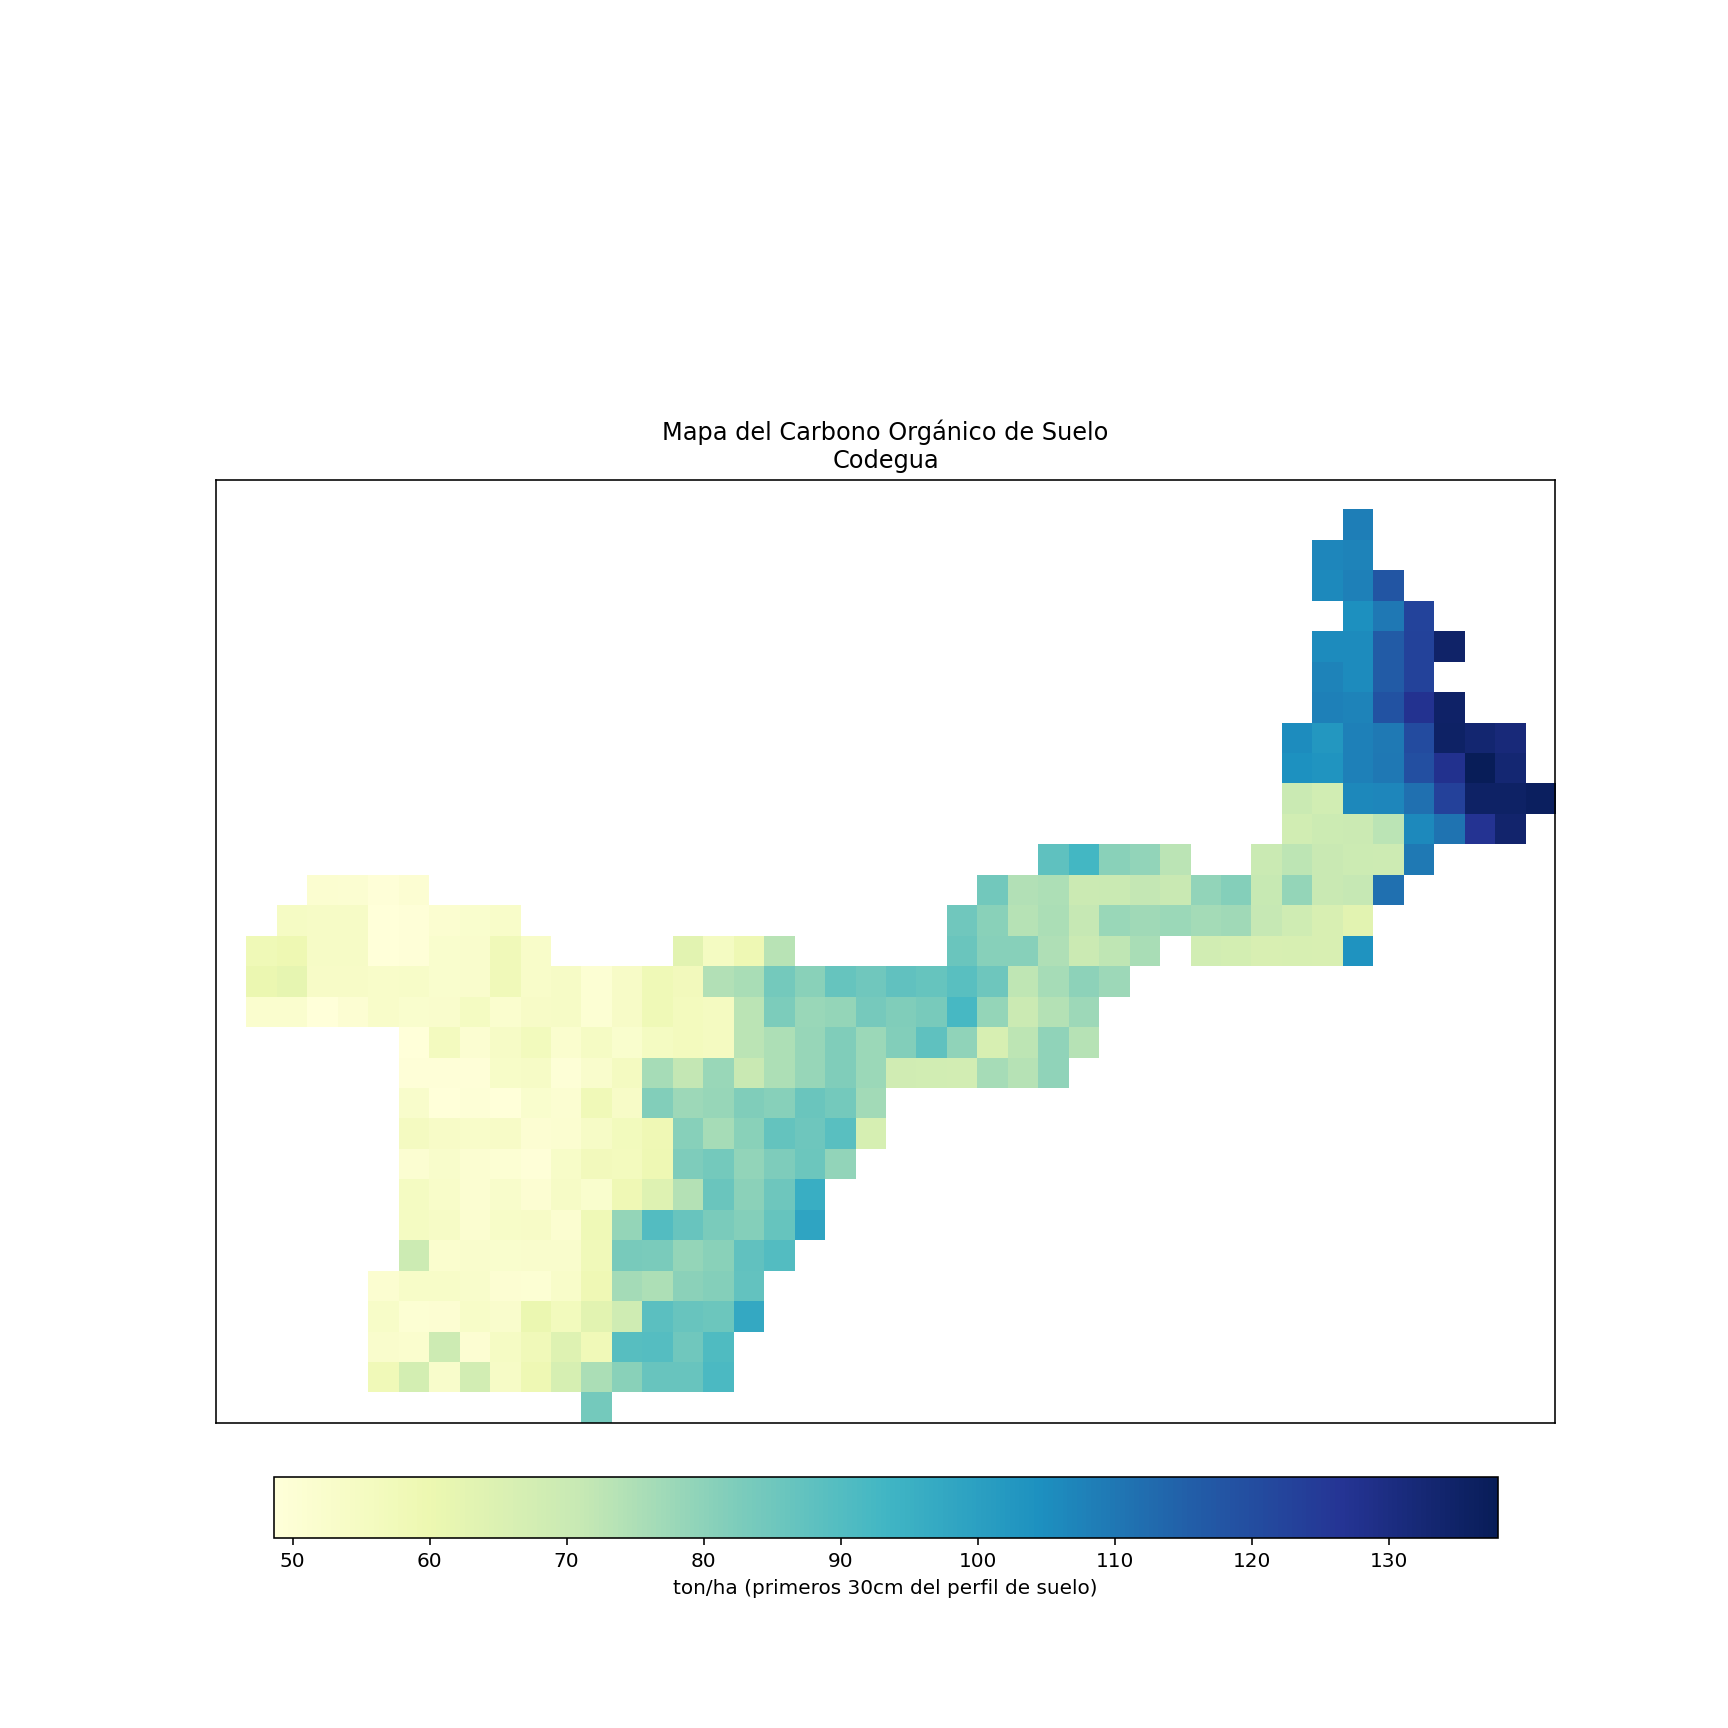 Mapa del Carbono Orgánico de Suelo
Codegua
50 60 70 80 90 100 110 120 130
ton/ha (primeros 30cm del perfil de suelo)